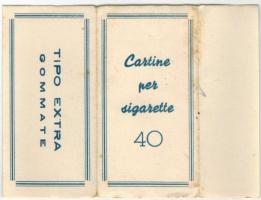 TIPO EXTRA
GOMMATE
Cartine
per
sigarette
40